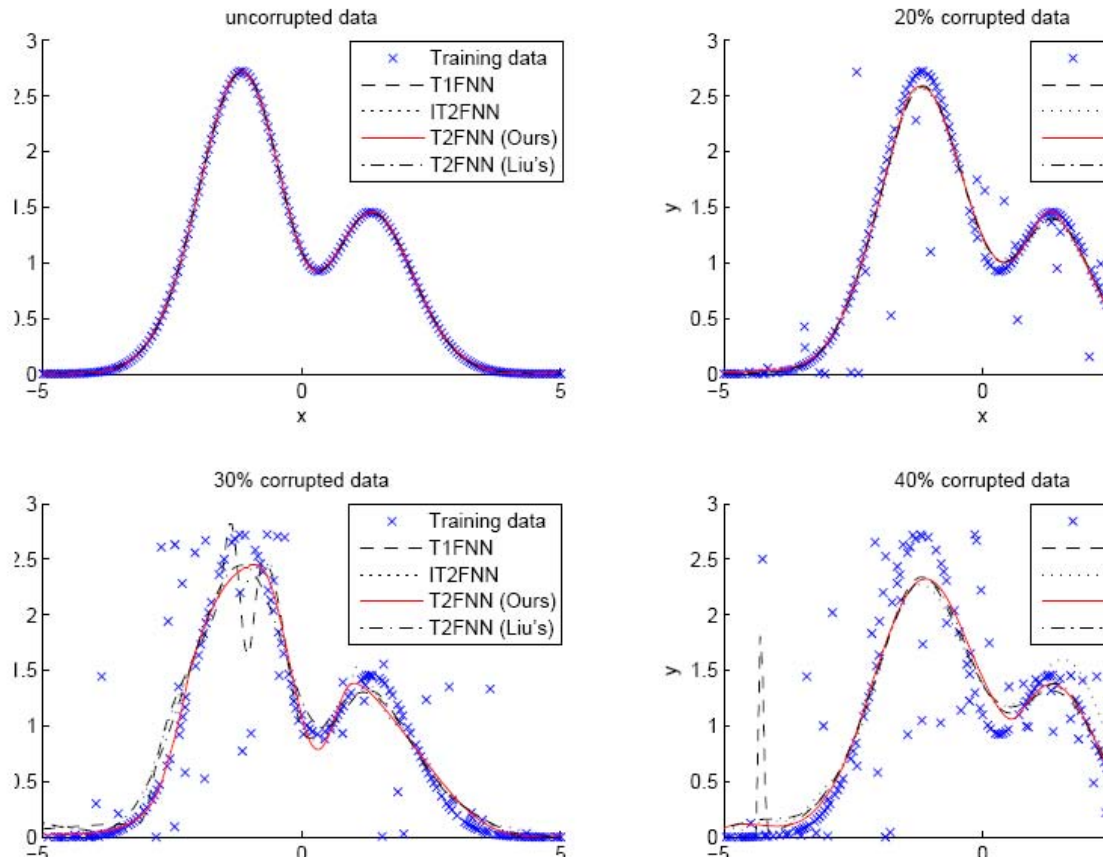 uncorrupted data
3
2.5
2
1.5
1
0.5
0
−5
0
5
x
Training data
T1FNN
IT2FNN
T2FNN (Ours)
T2FNN (Liu's)
20% corrupted data
3
2.5
2
1.5
1
0.5
0
−5
0
x
y
30% corrupted data
3
2.5
2
1.5
1
0.5
0
−5
0
5
Training data
T1FNN
IT2FNN
T2FNN (Ours)
T2FNN (Liu's)
40% corrupted data
3
2.5
2
1.5
1
0.5
0
−5
0
y